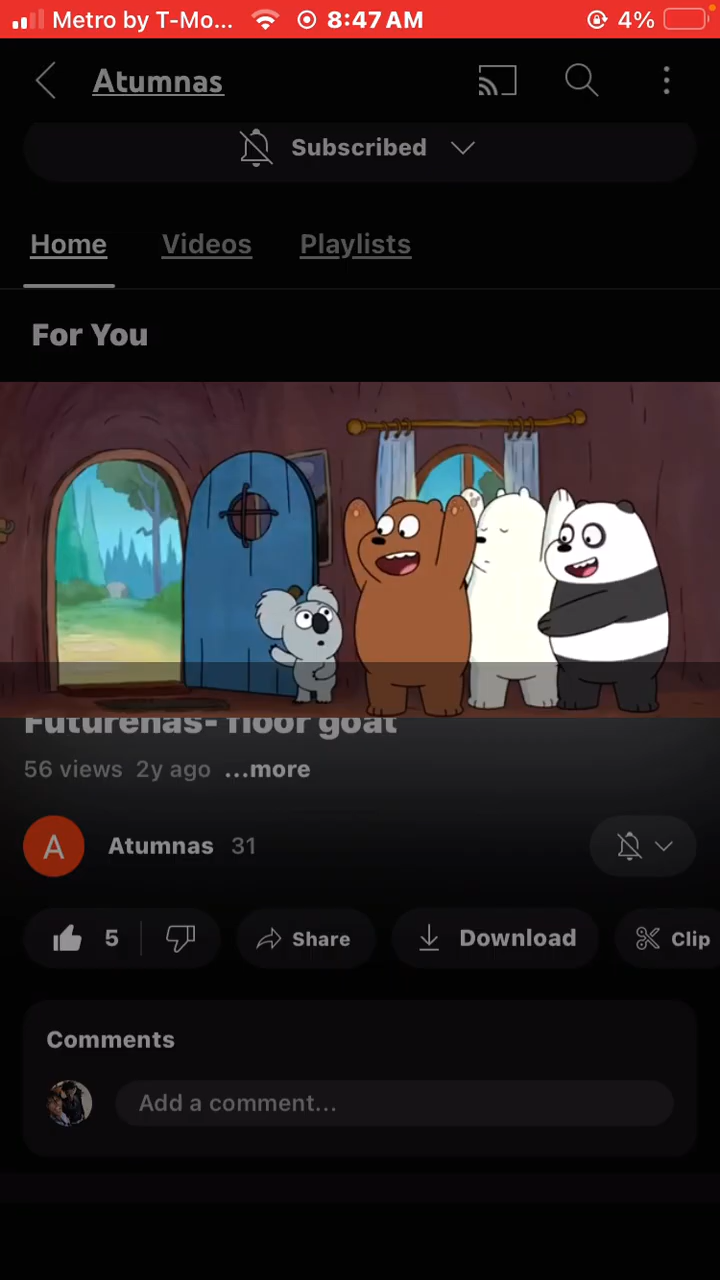 Metro by T-Mo... 8:47 AM 4%
Atumnas
Subscribed
Home Videos Playlists
For You
Futurenas- floor goat
56 views 2y ago ...more
A Atumnas 31
5 Share Download Clip
Comments
Add a comment...